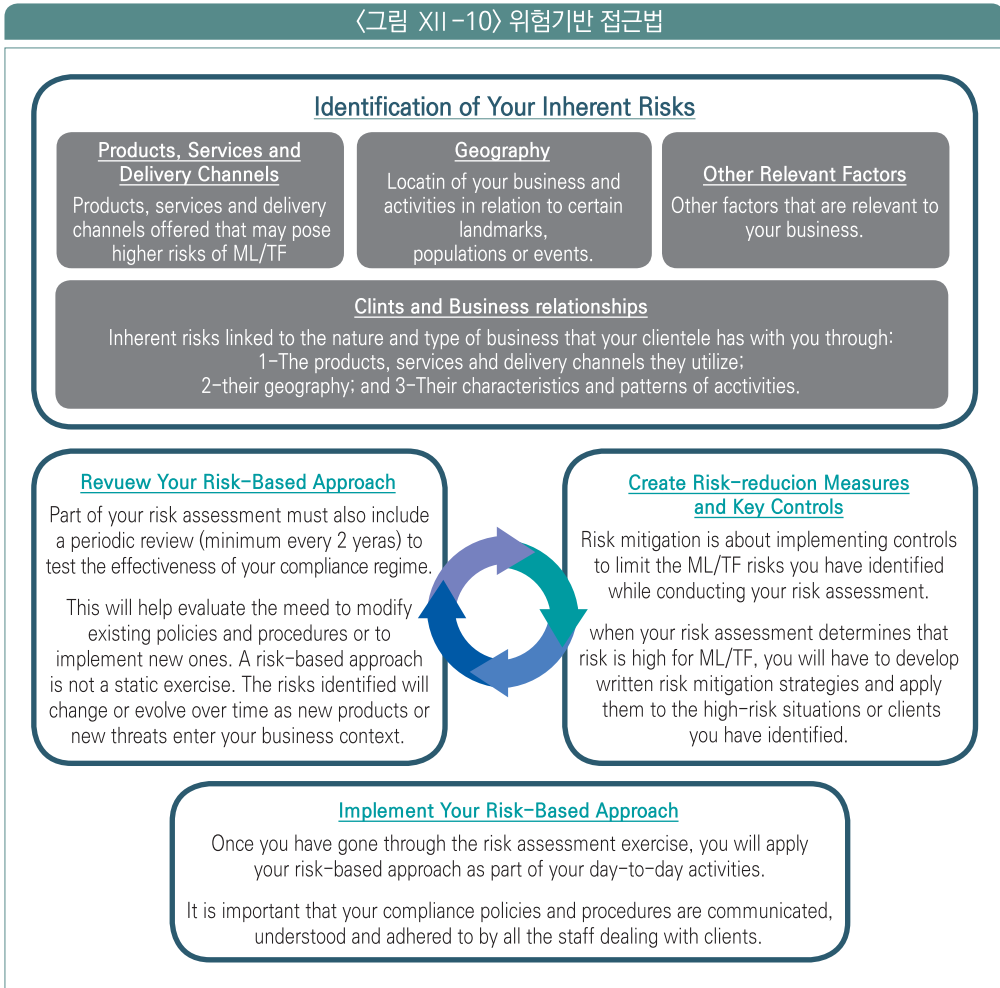 〈그림 XII-10〉 위험기반 접근법
Identification of Your Inherent Risks
Products, Services and
Delivery Channels
Products, services and delivery
channels offered that may pose
higher risks of ML/TF
Geography
Locatin of your business and
activities in relation to certain
landmarks,
populations or events.
Other Relevant Factors
Other factors that are relevant to
your business.
Clints and Business relationships
Inherent risks linked to the nature and type of business that your clientele has with you through:
1-The products, services ahd delivery channels they utilize;
2-their geography; and 3-Their characteristics and patterns of acctivities.
Revuew Your Risk-Based Approach
Part of your risk assessment must also include
a periodic review (minimum every 2 yeras) to
test the effectiveness of your compliance regime.
This will help evaluate the meed to modify
existing policies and procedures or to
implement new ones. A risk-based approach
is not a static exercise. The risks identified will
change or evolve over time as new products or
new threats enter your business context.
Create Risk-reducion Measures
and Key Controls
Risk mitigation is about implementing controls
to limit the ML/TF risks you have identified
while conducting your risk assessment.
when your risk assessment determines that
risk is high for ML/TF, you will have to develop
written risk mitigation strategies and apply
them to the high-risk situations or clients
you have identified.
Implement Your Risk-Based Approach
Once you have gone through the risk assessment exercise, you will apply
your risk-based approach as part of your day-to-day activities.
It is important that your compliance policies and procedures are communicated,
understood and adhered to by all the staff dealing with clients.